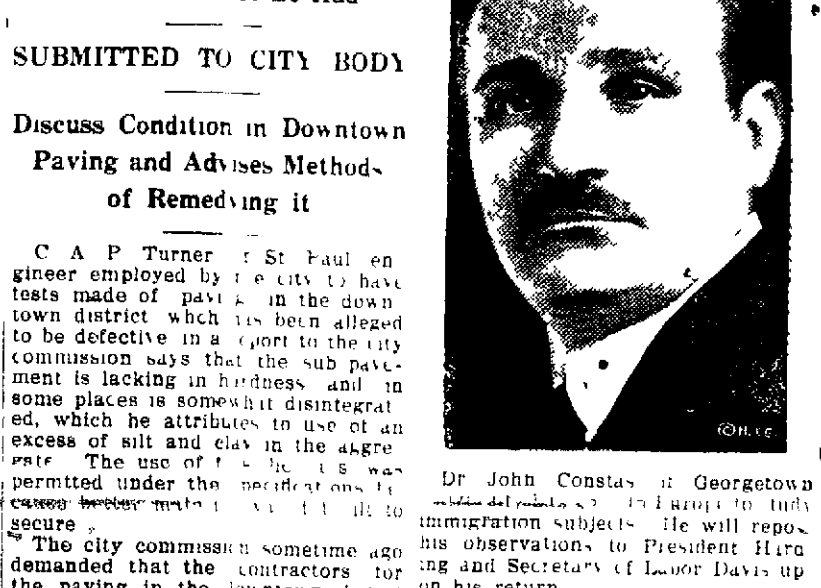 SUBMITTED TO CITY BODY
Discuss Condition in Downtown
Paving and Advises Methods
of Remedying it
C A P Turner St Paul en
gineer employed by the city to have
tests made of paving in the down
town district whch has been alleged
to be defective in a report to the city
commission says that the sub pave-
ment is lacking in hardness and in
some places is somewhat disintegrat
ed, which he attributes to use of an
excess of silt and clay in the aggre
gate The use of was
permitted under the specifications
to
secure
The city commission sometime ago
demanded that the contractors for
the paving in the
Dr John Constas of Georgetown
to Europe to study
immigration subjects He will
his observations to President Hard
ing and Secretary of Labor Davis up
on his return